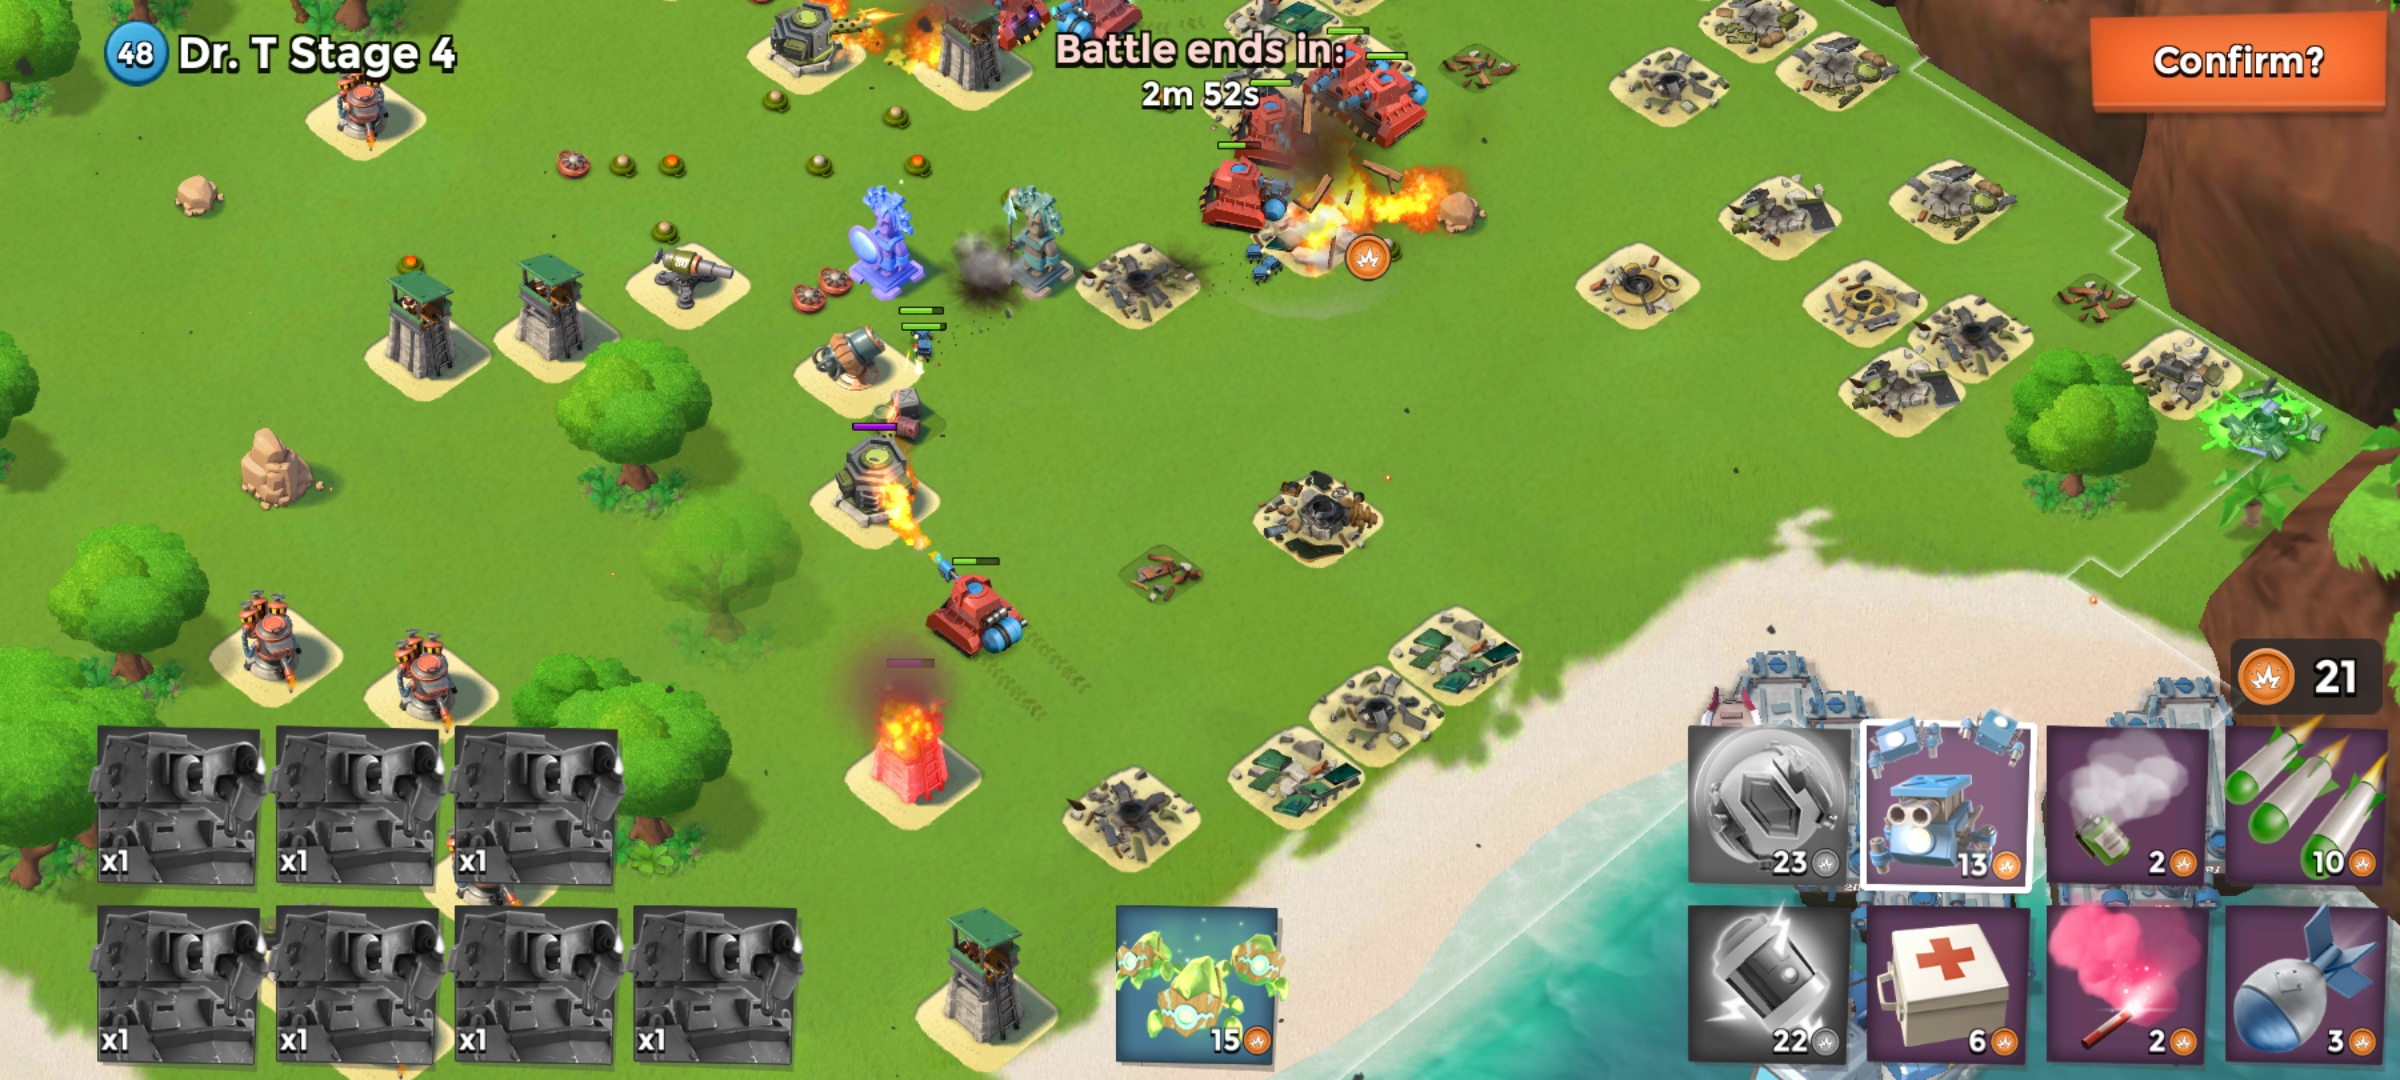 48 Dr. T Stage 4
Battle ends in:
2m 52s
Confirm?
21
x1
x1
x1
23
13
2
10
x1
x1
x1
x1
15
22
6
2
3